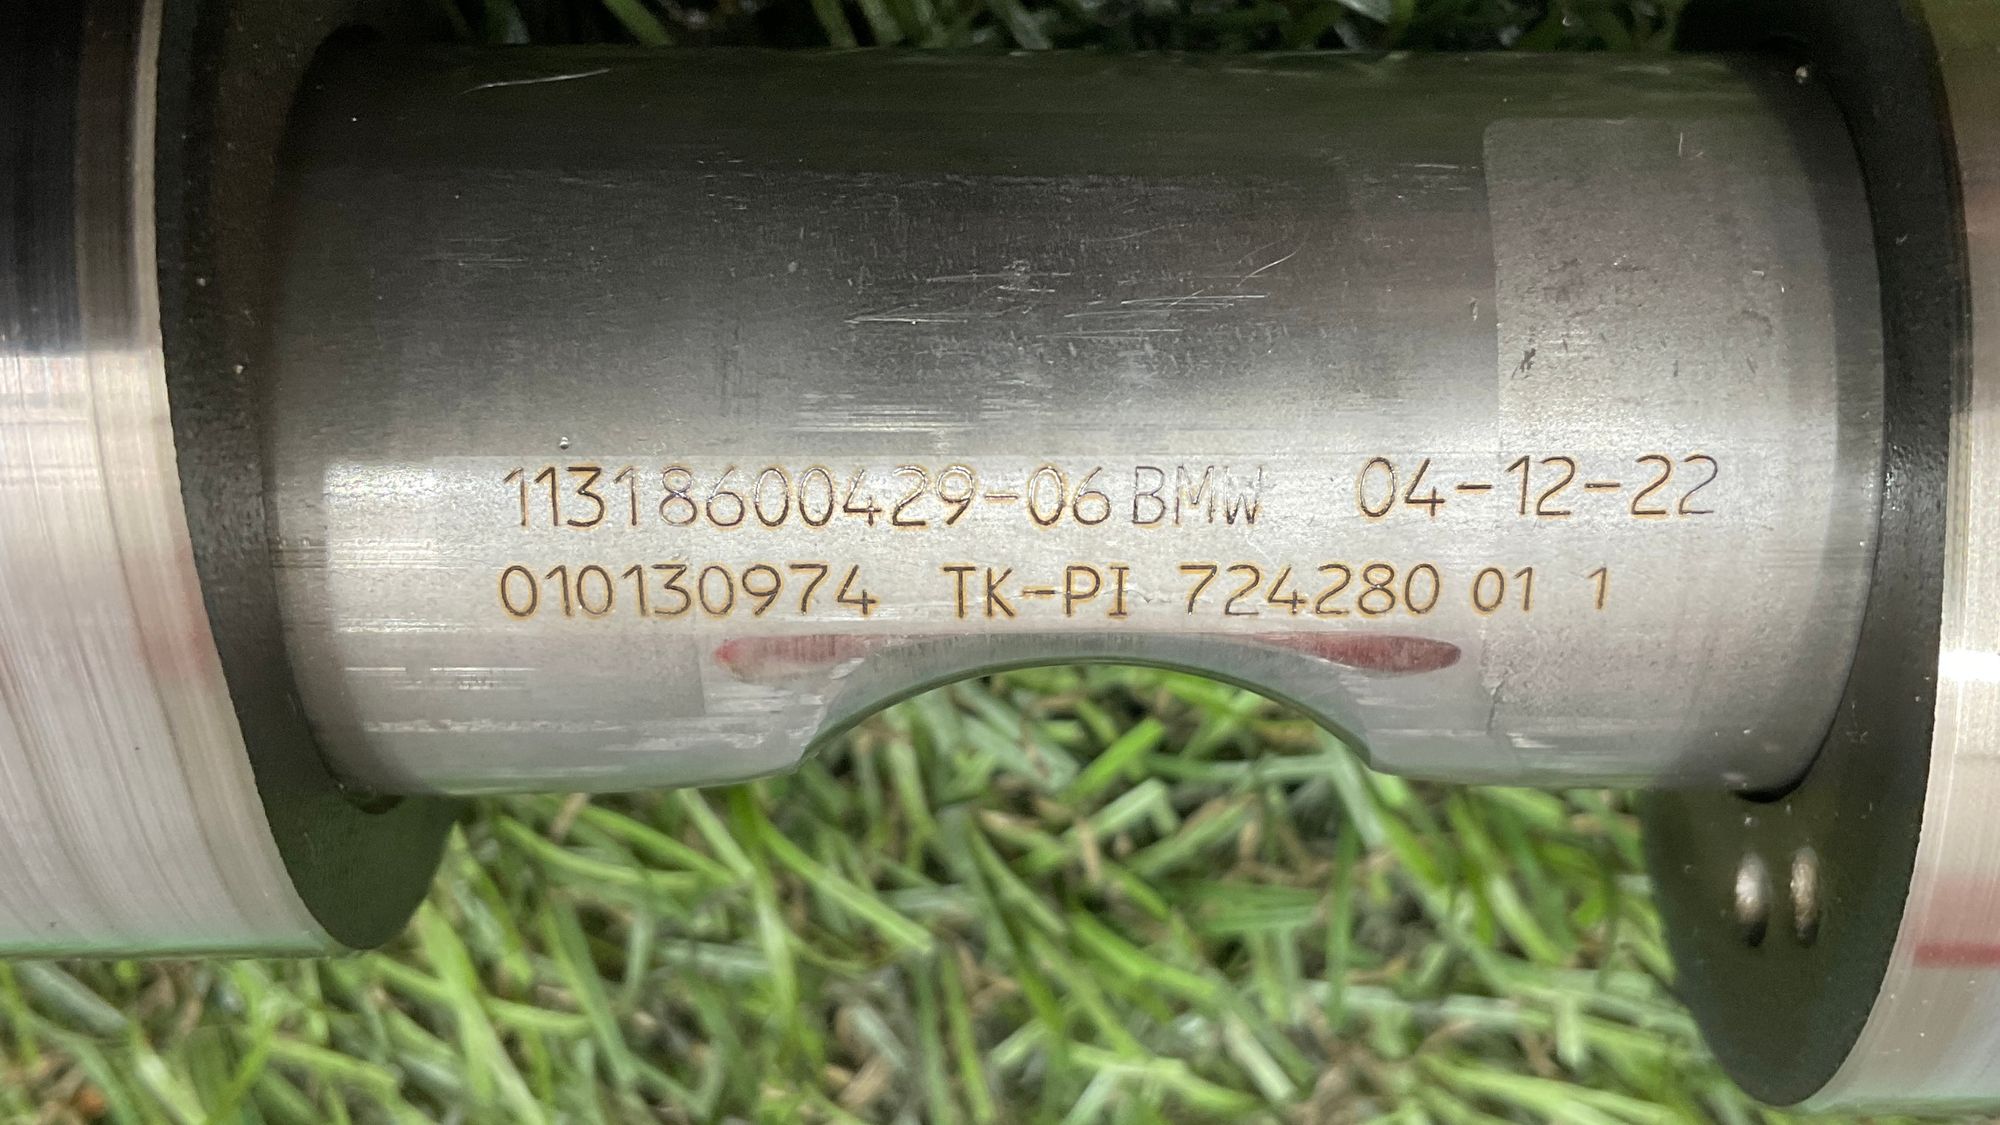 11318600429-06 BMW 04-12-22
010130974 TK-PI 724280 01 1